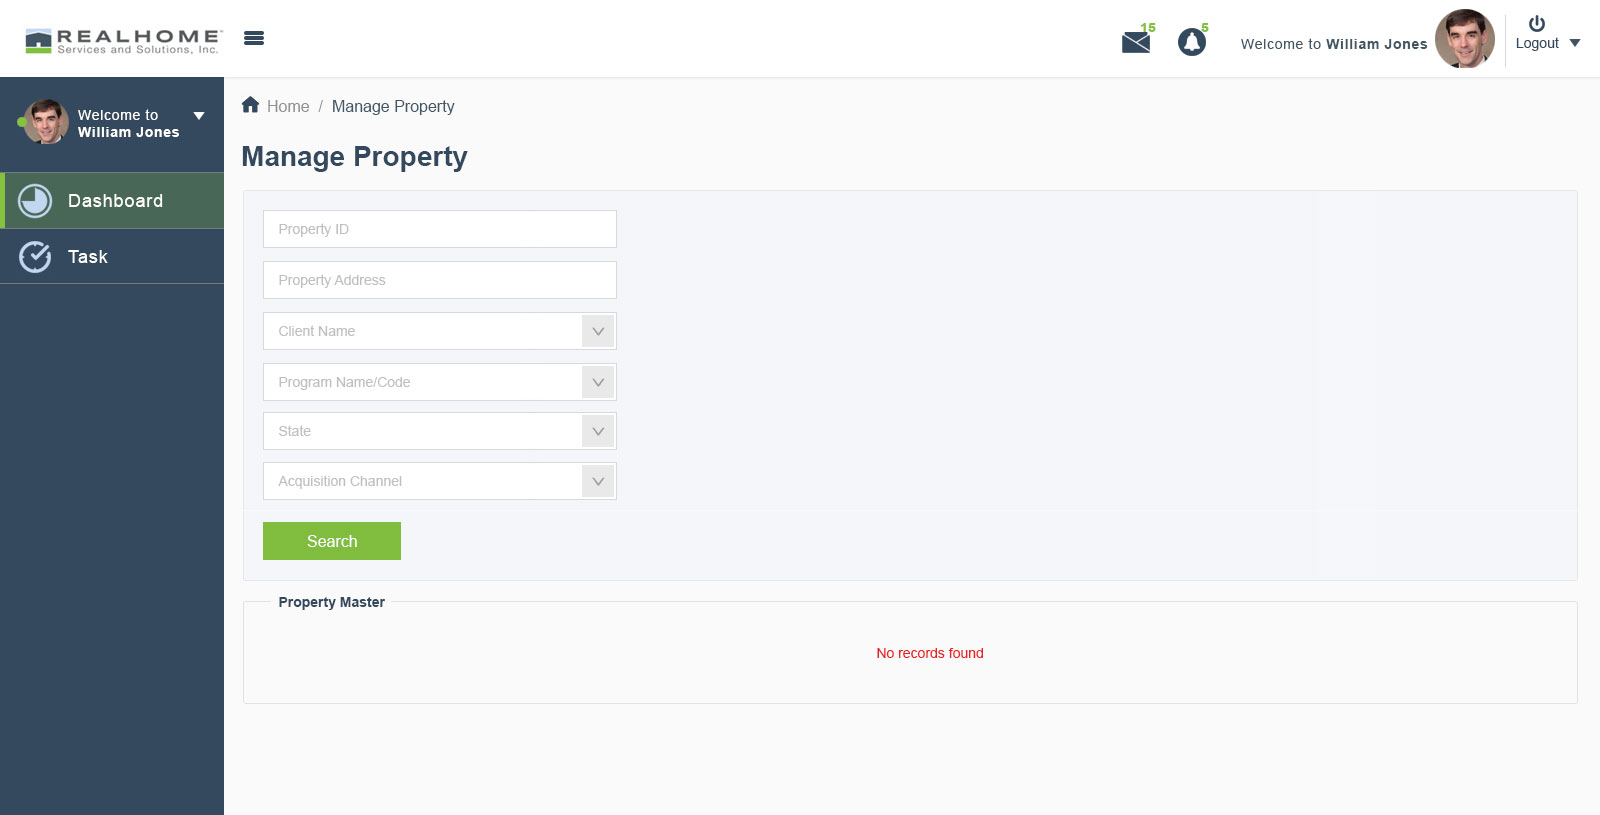 REALHOME
Services and Solutions, Inc.
15
5
Welcome to William Jones
Logout
Welcome to
William Jones
Dashboard
Task
Home / Manage Property
Manage Property
Property ID
Property Address
Client Name
Program Name/Code
State
Acquisition Channel
Search
Property Master
No records found